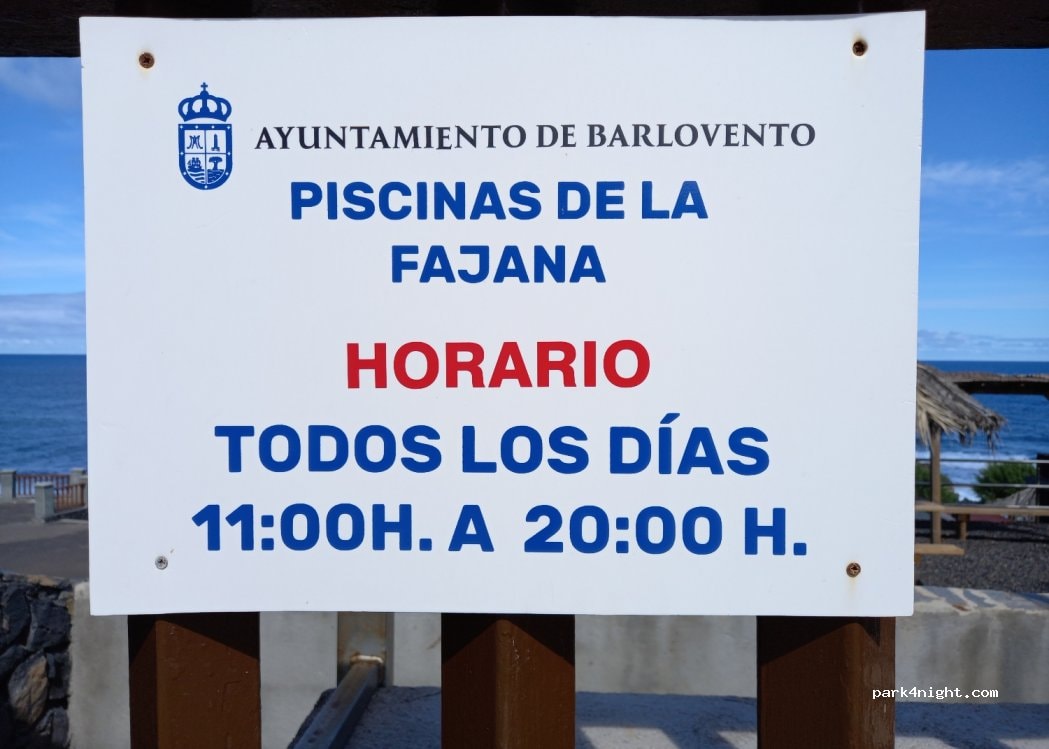 AYUNTAMIENTO DE BARLOVENTO
PISCINAS DE LA
FAJANA
HORARIO
TODOS LOS DÍAS
11:00H. A 20:00 H.
park4night.com